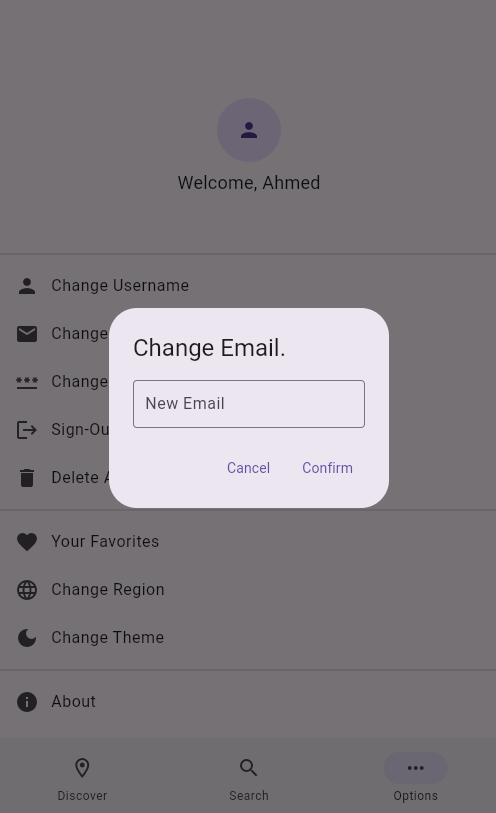 Welcome, Ahmed
Change Username
Change
Change Email.
Change
New Email
Sign-Ou
Cancel
Confirm
Delete A
Your Favorites
Change Region
Change Theme
About
Discover
Search
Options